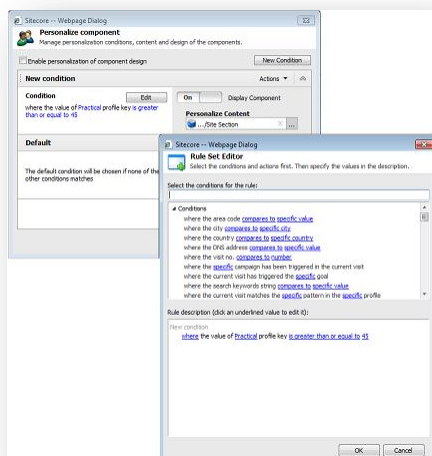 Sitecore -- Webpage Dialog
Personalize component
Manage personalization conditions, content and design of the components.
Enable personalization of component design
New Condition
New condition
Actions
Condition
Edit
where the value of Practical profile key is greater
than or equal to 45
On
Display Component
Personalize Content
.../Site Section
...
Default
The default condition will be chosen if none of the
other conditions matches
Sitecore -- Webpage Dialog
Rule Set Editor
Select the conditions and actions first. Then specify the values in the description.
Select the conditions for the rule:
Conditions
where the area code compares to specific value
where the city compares to specific city
where the country compares to specific country
where the DNS address compares to specific value
where the visit no. compares to number
where the specific campaign has been triggered in the current visit
where the current visit has triggered the specific goal
where the search keywords string compares to specific value
where the current visit matches the specific pattern in the specific profile
Rule description (click an underlined value to edit it):
New condition
where the value of Practical profile key is greater than or equal to 45
OK
Cancel